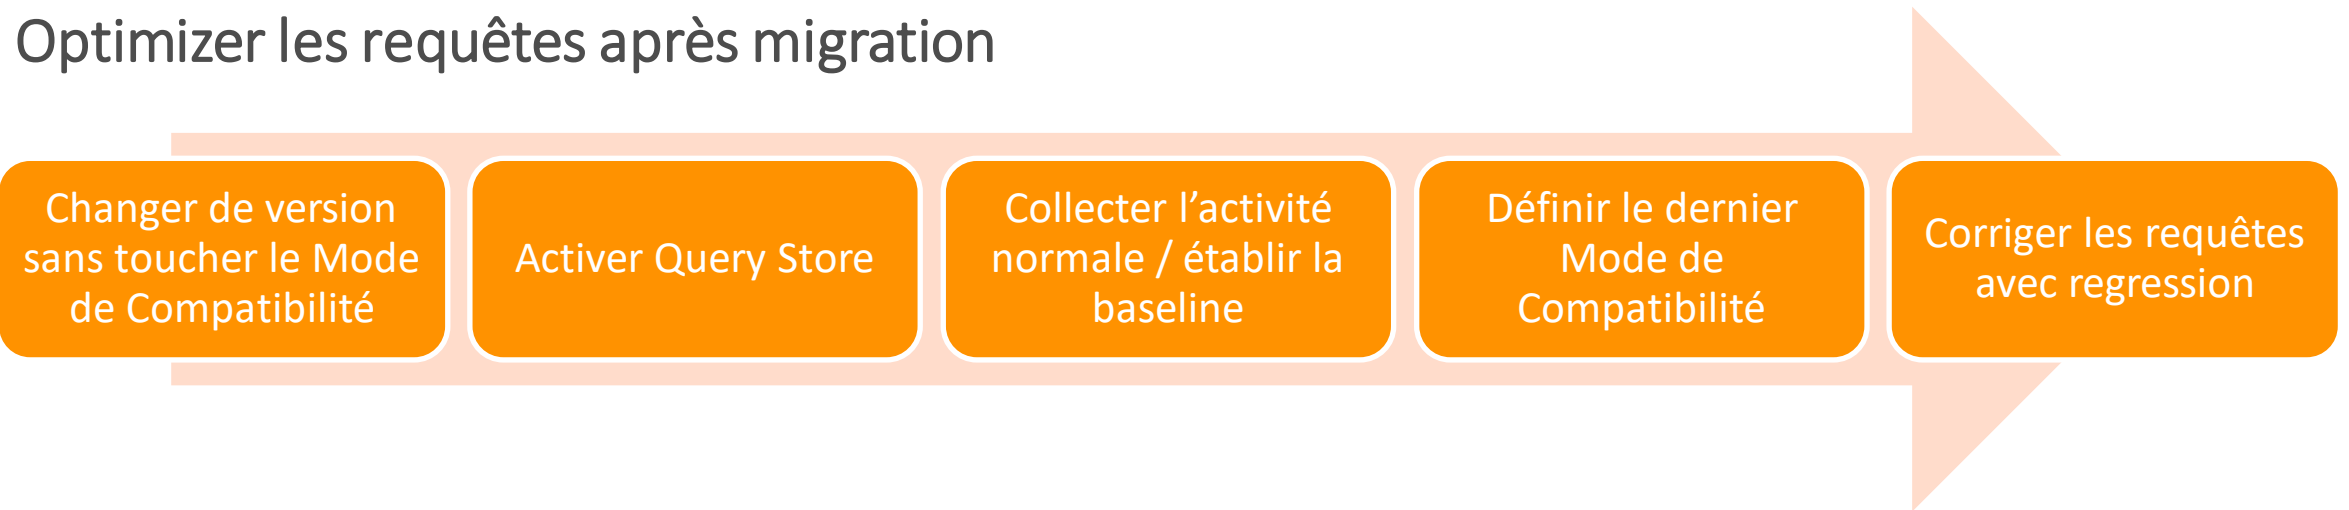 Optimizer les requêtes après migration
Changer de version
sans toucher le Mode
de Compatibilité
Activer Query Store
Collecter l’activité
normale / établir la
baseline
Définir le dernier
Mode de
Compatibilité
Corriger les requêtes
avec regression